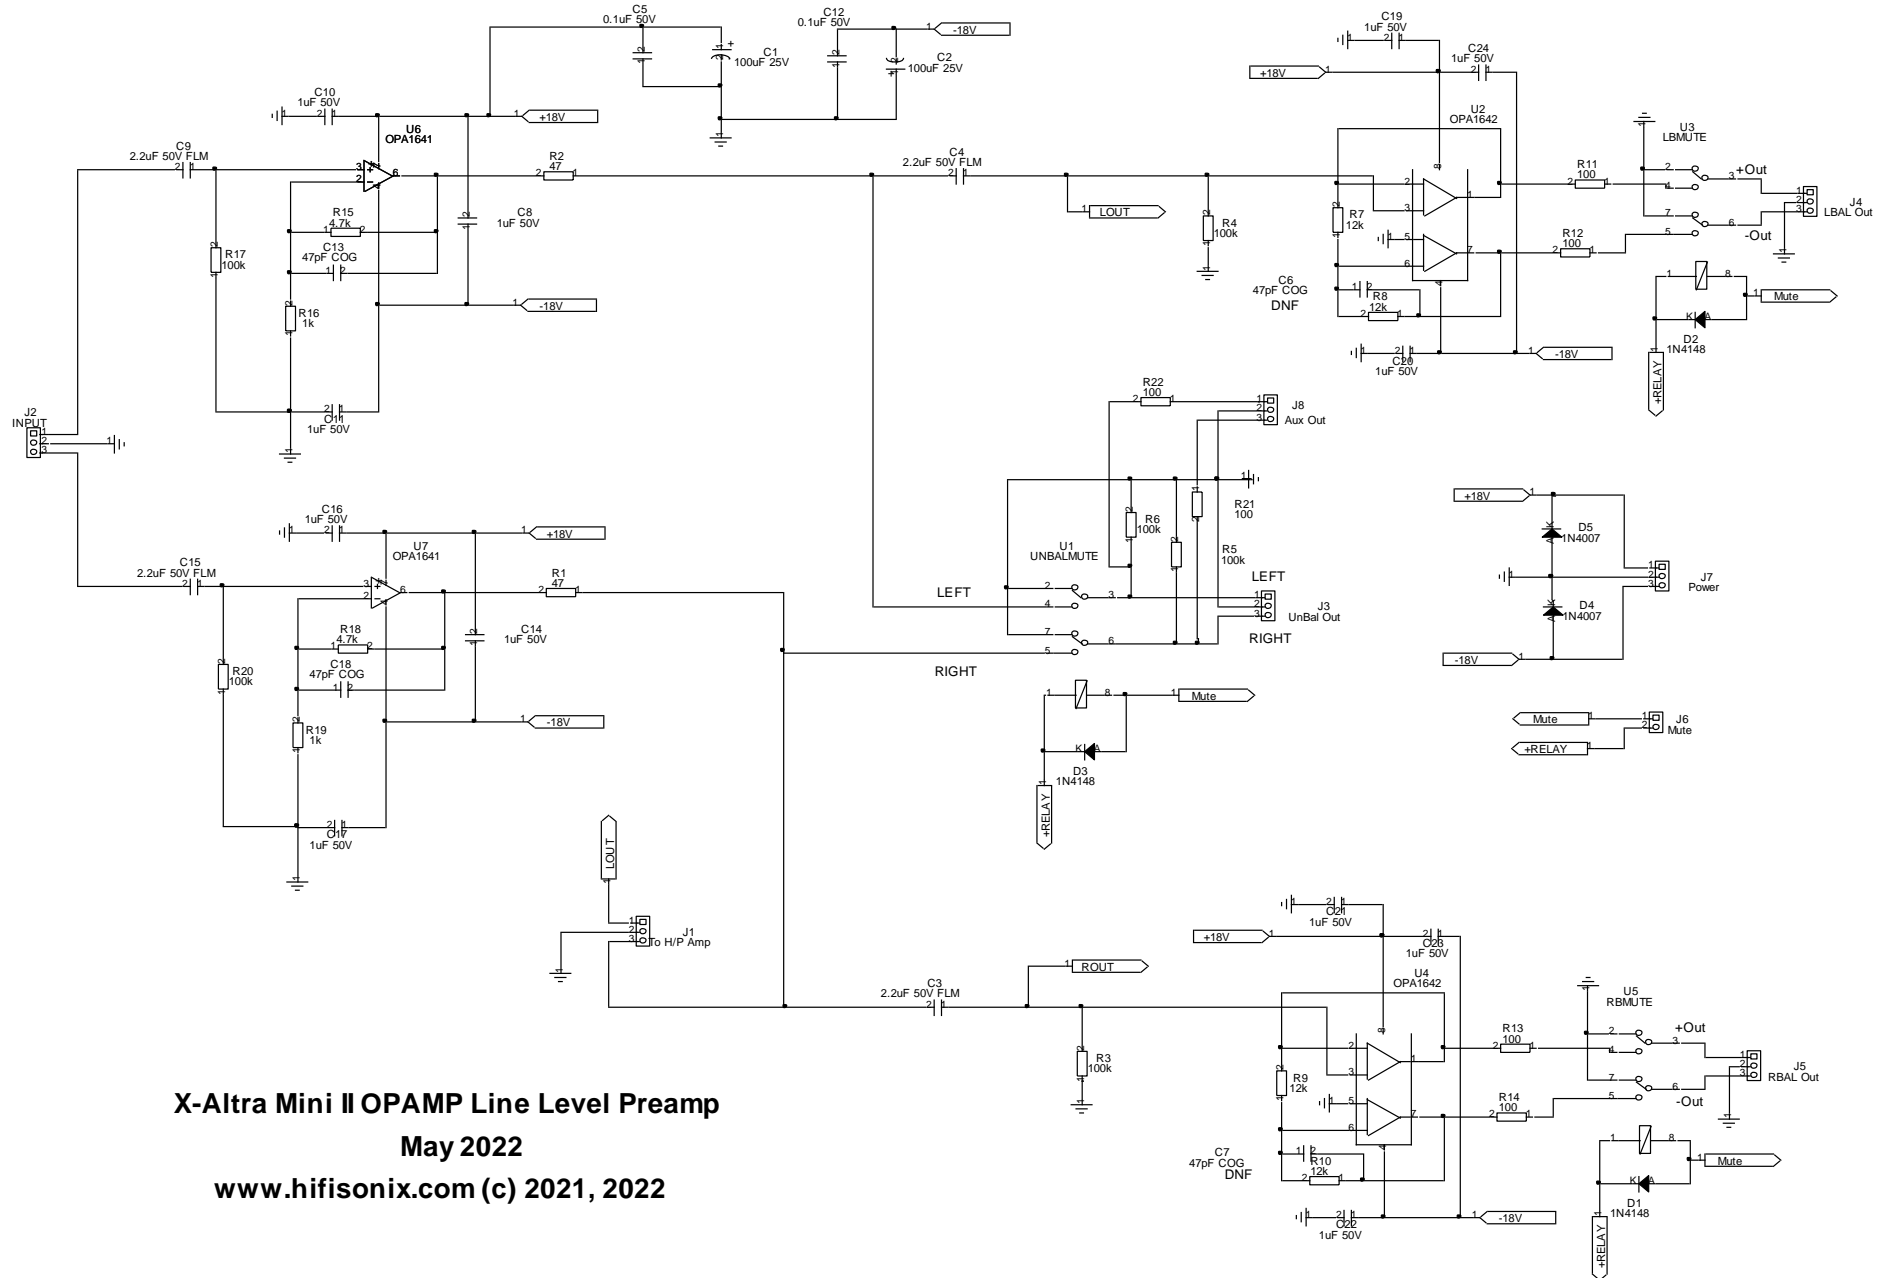 C5
0.1uF 50V
C1
100uF 25V
C12
0.1uF 50V
-18V
C2
100uF 25V
C10
1uF 50V
U6
OPA1641
+18V
C9
2.2uF 50V FLM
R2
47
R15
4.7k
C13
47pF COG
C8
1uF 50V
R17
100k
R16
1k
-18V
C11
1uF 50V
J2
INPUT
C4
2.2uF 50V FLM
LOUT
R4
100k
C19
1uF 50V
C24
1uF 50V
+18V
U2
OPA1642
R7
12k
C6
47pF COG
DNF
R8
12k
C20
1uF 50V
-18V
R11
100
R12
100
U3
LBMUTE
+Out
-Out
J4
LBAL Out
Mute
D2
1N4148
+RELAY
R22
100
J8
Aux Out
R21
100
R6
100k
R5
100k
U1
UNBALMUTE
LEFT
LEFT
J3
UnBal Out
RIGHT
RIGHT
Mute
D3
1N4148
+RELAY
+18V
D5
1N4007
D4
1N4007
J7
Power
-18V
Mute
+RELAY
J6
Mute
C16
1uF 50V
U7
OPA1641
+18V
C15
2.2uF 50V FLM
R1
47
R18
4.7k
C18
47pF COG
C14
1uF 50V
R20
100k
R19
1k
-18V
C17
1uF 50V
LOUT
J1
To H/P Amp
C3
2.2uF 50V FLM
ROUT
R3
100k
C21
1uF 50V
+18V
C23
1uF 50V
U4
OPA1642
R9
12k
C7
47pF COG
DNF
R10
12k
C22
1uF 50V
-18V
R13
100
R14
100
U5
RBMUTE
+Out
-Out
J5
RBAL Out
Mute
D1
1N4148
+RELAY
X-Altra Mini II OPAMP Line Level Preamp
May 2022
www.hifisonix.com (c) 2021, 2022